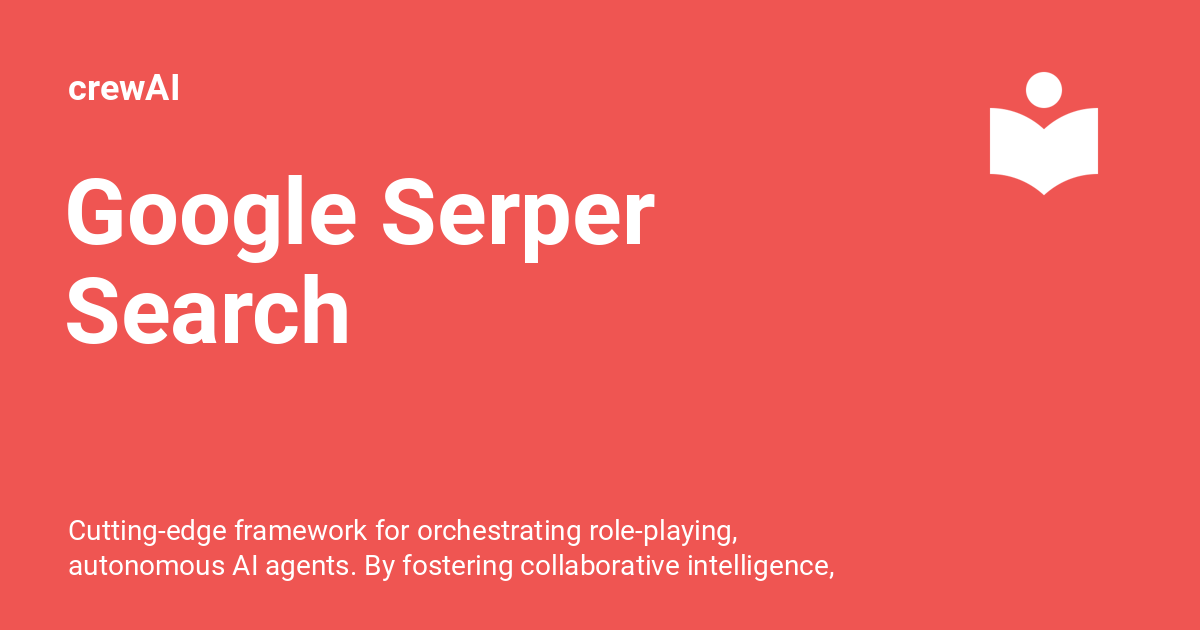 crewAI
Google Serper
Search
Cutting-edge framework for orchestrating role-playing,
autonomous AI agents. By fostering collaborative intelligence,